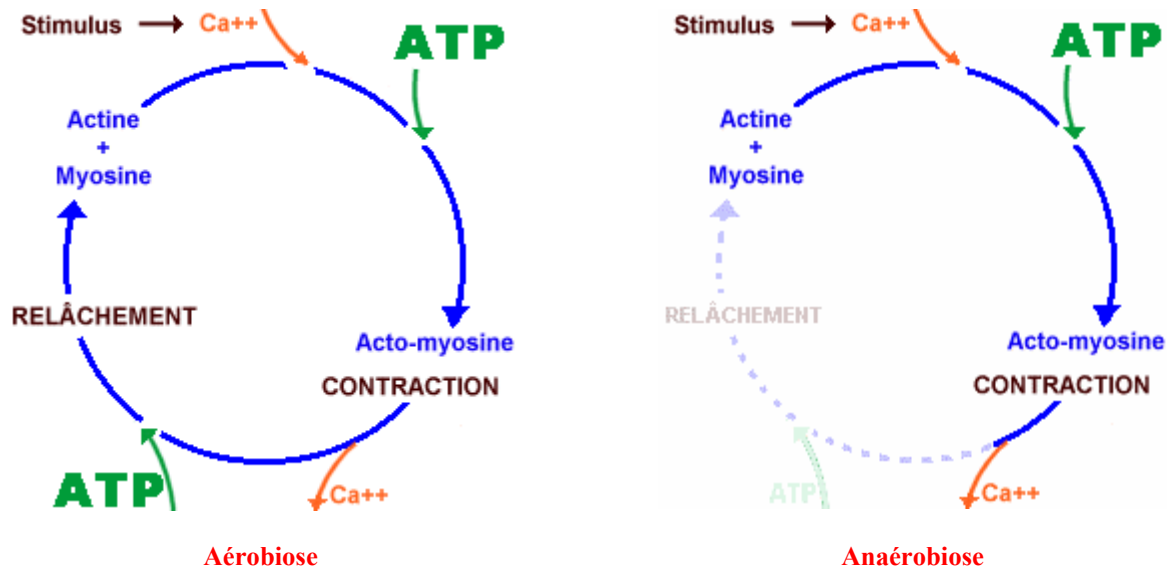 Stimulus → Ca++
ATP
Actine
+
Myosine
RELÂCHEMENT
Acto-myosine
CONTRACTION
ATP
Ca++
Aérobiose
Stimulus → Ca++
ATP
Actine
+
Myosine
RELÂCHEMENT
Acto-myosine
CONTRACTION
ATP
Ca++
Anaérobiose